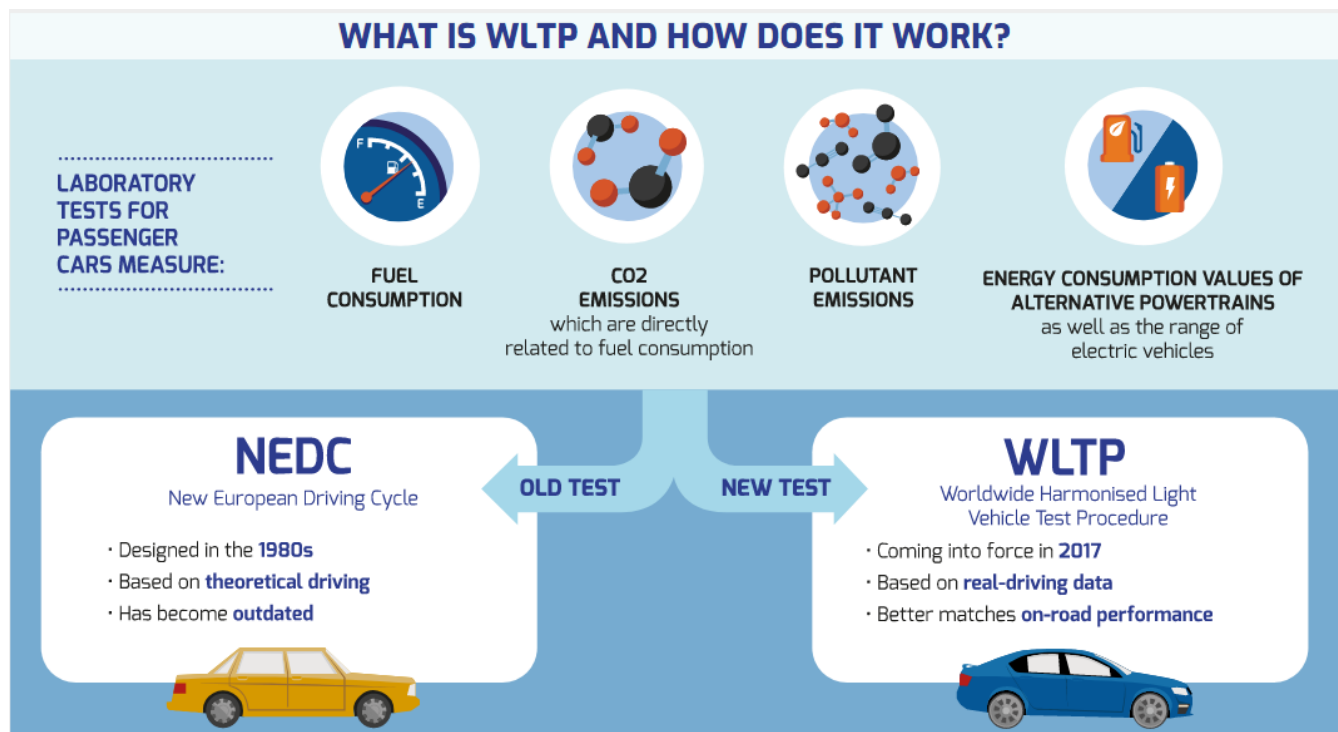 WHAT IS WLTP AND HOW DOES IT WORK?
LABORATORY
TESTS FOR
PASSENGER
CARS MEASURE:
F
E
FUEL
CONSUMPTION
CO2
EMISSIONS
which are directly
related to fuel consumption
POLLUTANT
EMISSIONS
ENERGY CONSUMPTION VALUES OF
ALTERNATIVE POWERTRAINS
as well as the range of
electric vehicles
OLD TEST
NEW TEST
NEDC
New European Driving Cycle
· Designed in the 1980s
· Based on theoretical driving
· Has become outdated
WLTP
Worldwide Harmonised Light
Vehicle Test Procedure
· Coming into force in 2017
· Based on real-driving data
· Better matches on-road performance